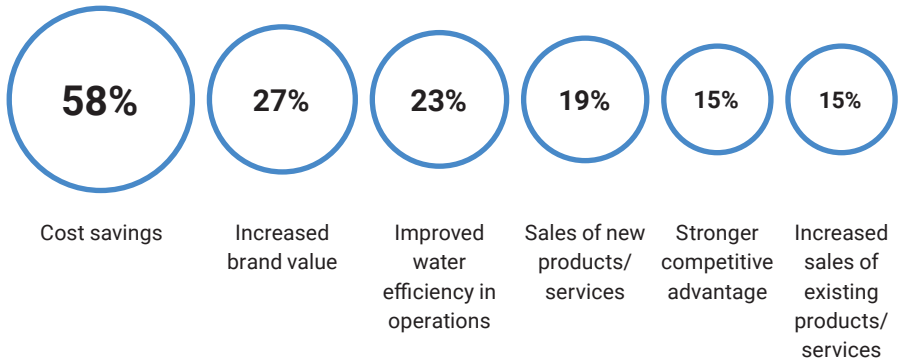 58%
27%
23%
19%
15%
15%
Cost savings
Increased
brand value
Improved
water
efficiency in
operations
Sales of new
products/
services
Stronger
competitive
advantage
Increased
sales of
existing
products/
services